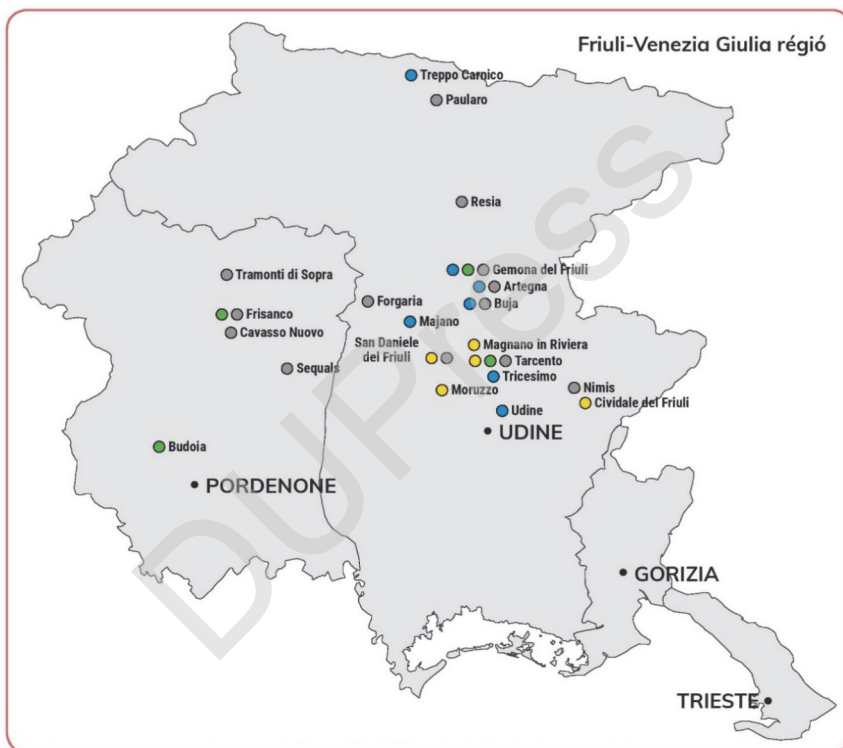 Friuli-Venezia Giulia régió
Treppo Carnico
Paularo
Resia
Gemona del Friuli
Tramonti di Sopra
Artegna
Forgaria
Buja
Frisanco
Majano
Cavasso Nuovo
San Daniele
del Friuli
Magnano in Riviera
Tarcento
Sequals
Tricesimo
Nimis
Moruzzo
Cividale del Friuli
Udine
UDINE
Budoia
PORDENONE
GORIZIA
TRIESTE
DUPress